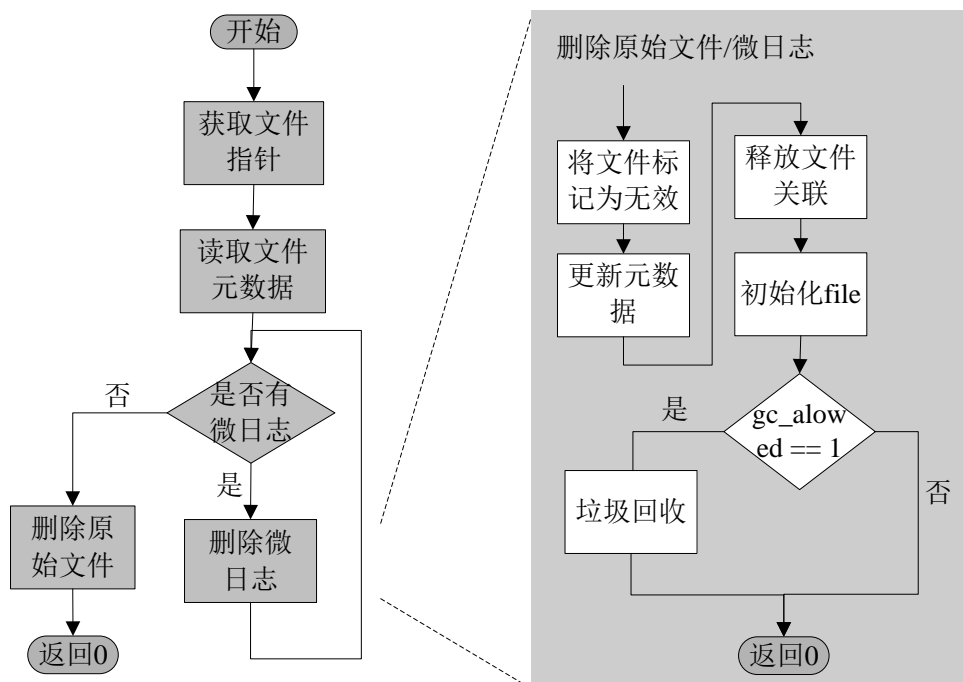 开始
获取文件
指针
读取文件
元数据
是否有
微日志
否
是
删除原
始文件
删除微
日志
返回0
删除原始文件/微日志
将文件标
记为无效
更新元数
据
释放文件
关联
初始化file
gc_alow
ed == 1
是
否
垃圾回收
返回0